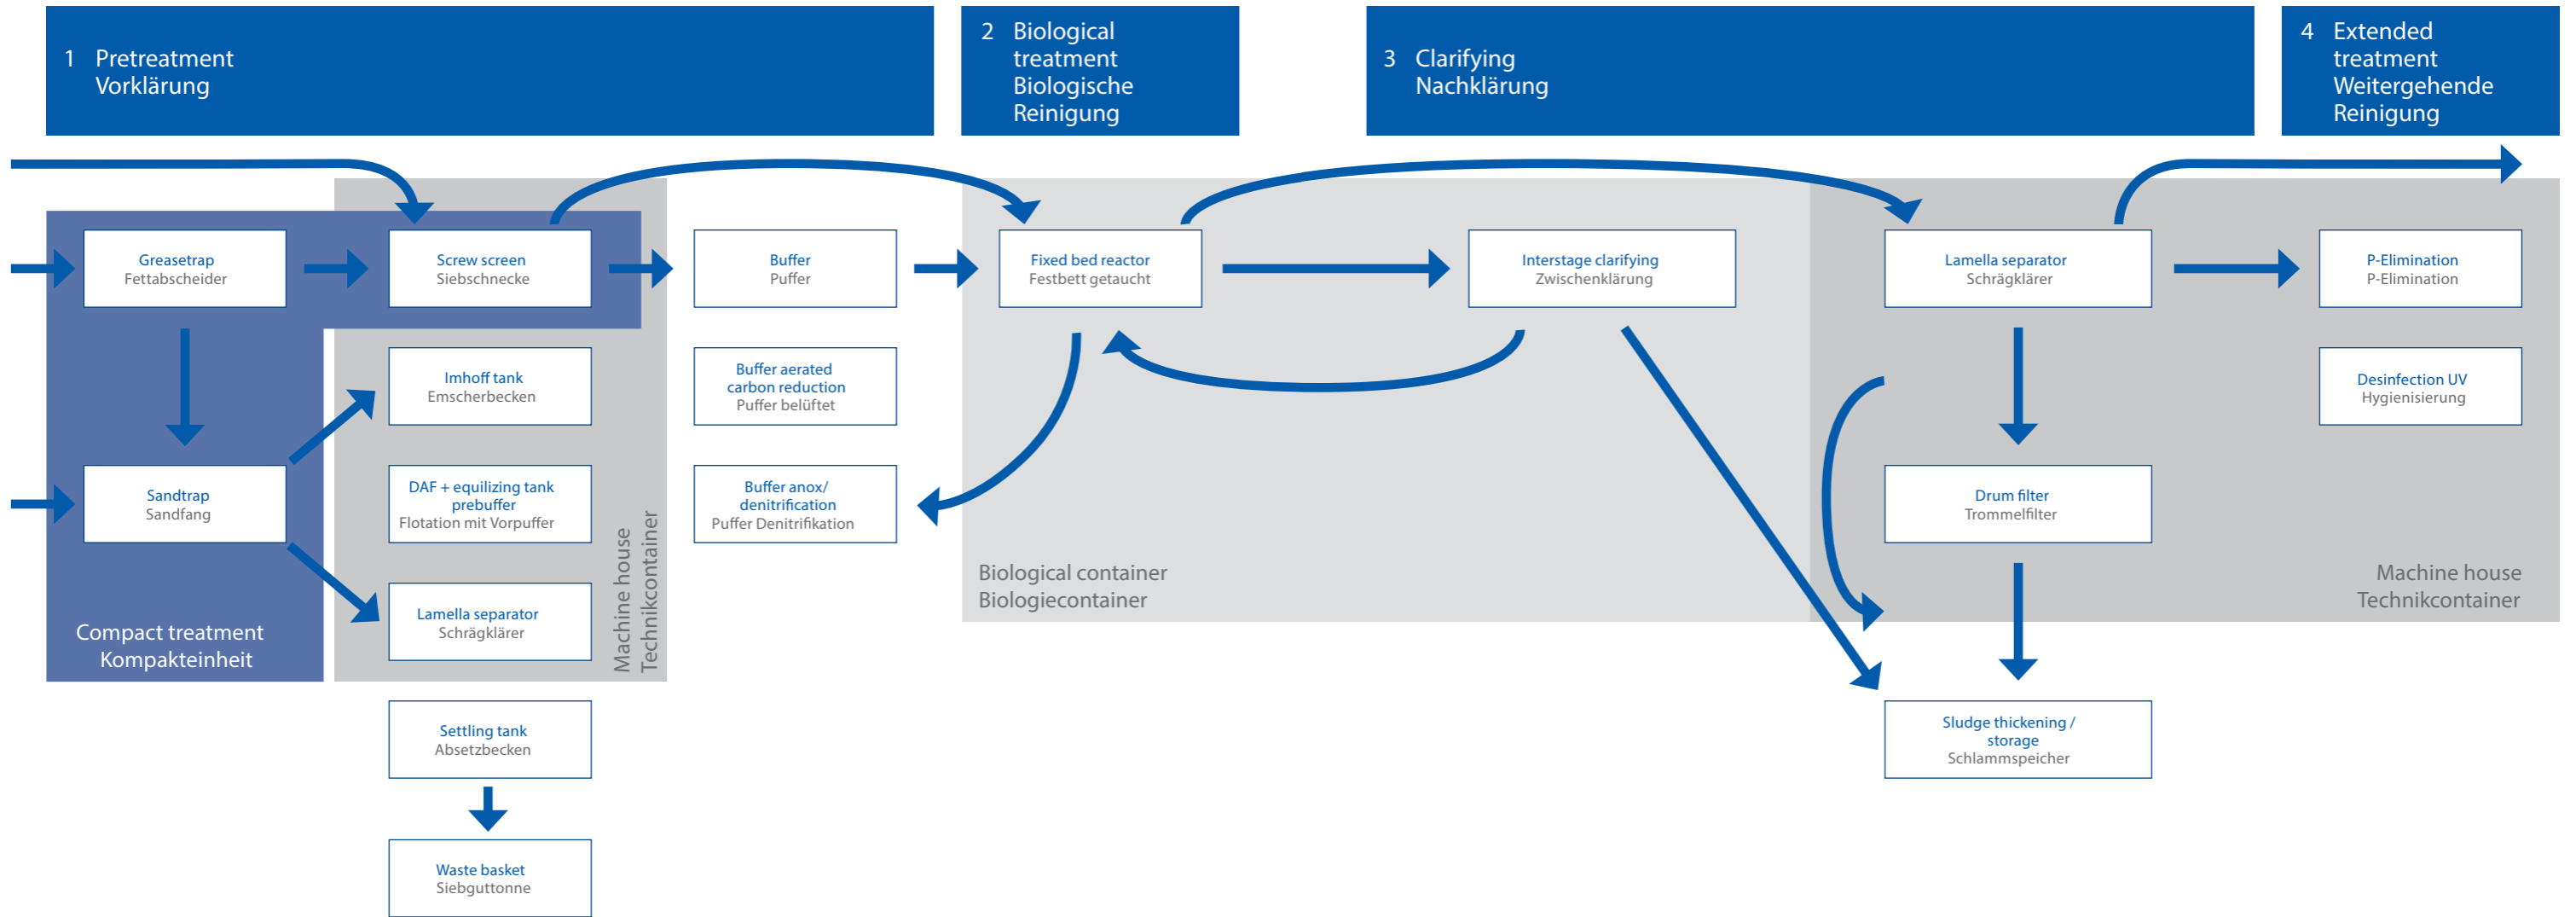 1 Pretreatment
Vorklärung
2 Biological
treatment
Biologische
Reinigung
3 Clarifying
Nachklärung
4 Extended
treatment
Weitergehende
Reinigung
Greasetrap
Fettabscheider
Screw screen
Siebschnecke
Buffer
Puffer
Fixed bed reactor
Festbett getaucht
Interstage clarifying
Zwischenklärung
Lamella separator
Schrägklärer
P-Elimination
P-Elimination
Imhoff tank
Emscherbecken
Buffer aerated
carbon reduction
Puffer belüftet
Desinfection UV
Hygienisierung
Sandtrap
Sandfang
DAF + equilizing tank
prebuffer
Flotation mit Vorpuffer
Buffer anox/
denitrification
Puffer Denitrifikation
Drum filter
Trommelfilter
Machine house
Technikcontainer
Biological container
Biologiecontainer
Machine house
Technikcontainer
Compact treatment
Kompakteinheit
Lamella separator
Schrägklärer
Settling tank
Absetzbecken
Sludge thickening /
storage
Schlammspeicher
Waste basket
Siebguttonne